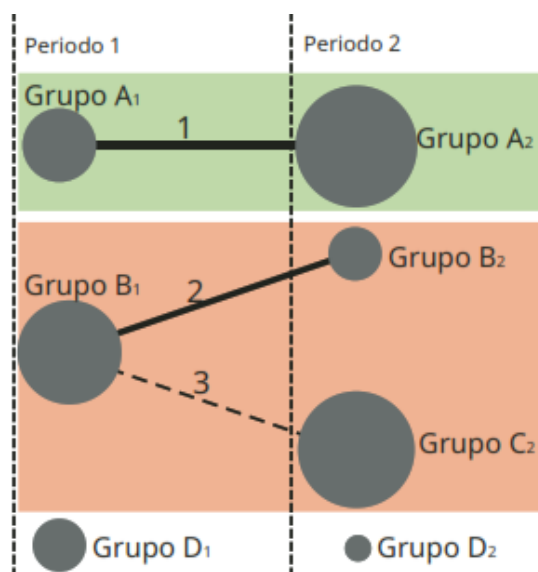 Periodo 1
Periodo 2
Grupo A1
1
Grupo A2
Grupo B2
Grupo B1
2
3
Grupo C2
Grupo D1
Grupo D2